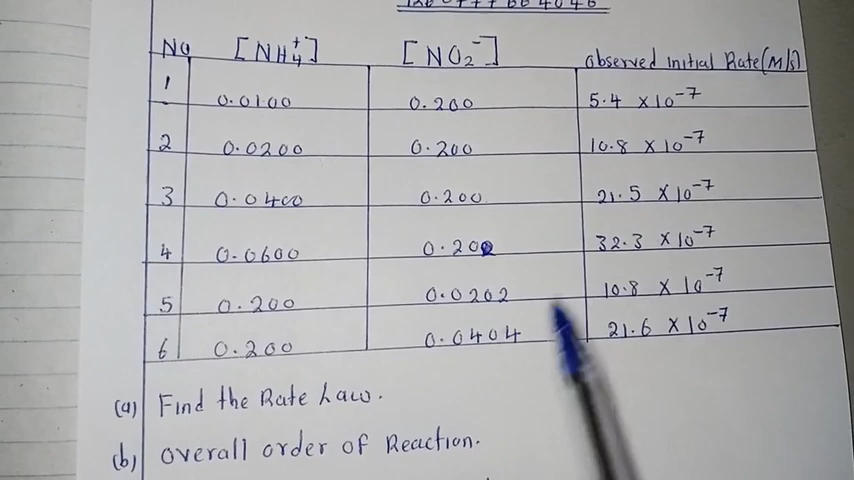 No [NH₄⁺] [NO₂⁻] Observed Initial Rate(M/s)
1 0.0100 0.200 5.4 ×10⁻⁷
2 0.0200 0.200 10.8 ×10⁻⁷
3 0.0400 0.200 21.5 ×10⁻⁷
4 0.0600 0.202 32.3 ×10⁻⁷
5 0.200 0.0202 10.8 × 10⁻⁷
6 0.200 0.0404 21.6 ×10⁻⁷
(a) Find the Rate Law.
(b) Overall order of Reaction.